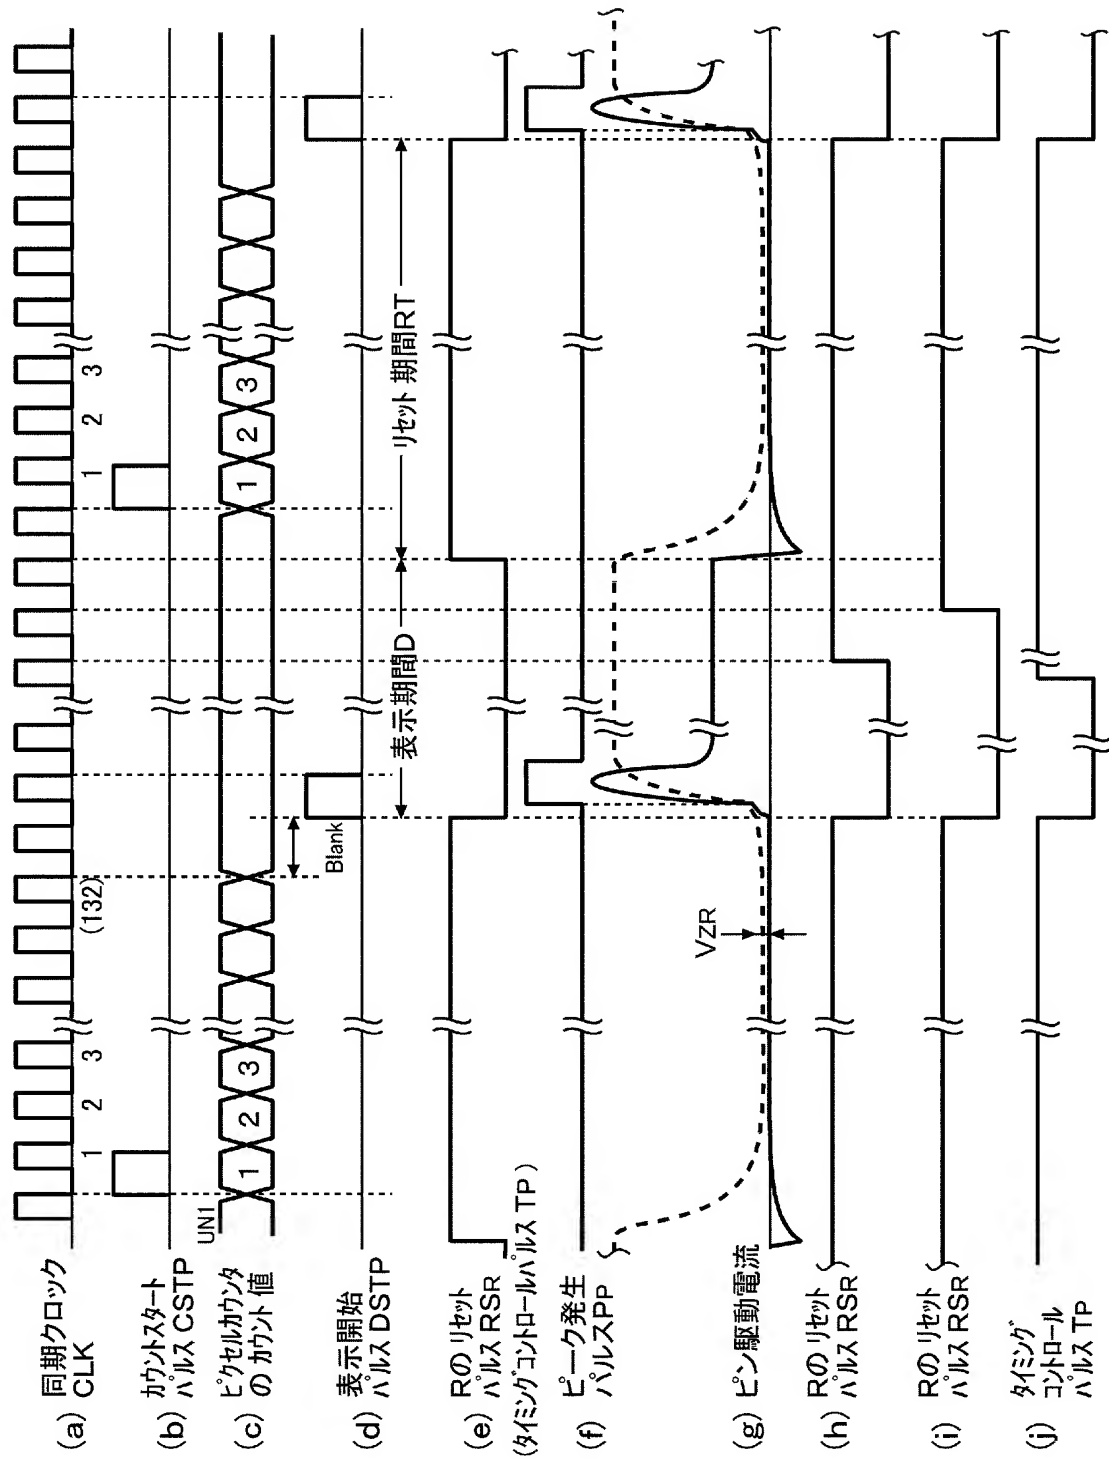 (a) 同期クロック
CLK
1 2 3 (132) 1 2 3
(b) カウントスタート
パルス CSTP
(c) ピクセルカウンタ
の カウント 値
UN1 1 2 3 1 2 3
Blank
(d) 表示開始
パルス DSTP
表示期間D リセット 期間RT
(e) Rの リセット
パルス RSR
(タイミングコントロールパルス TP )
(f) ピーク発生
パルスPP
VZR
(g) ピン駆動電流
(h) Rの リセット
パルス RSR
(i) Rの リセット
パルス RSR
(j) タイミング
コントロール
パルス TP